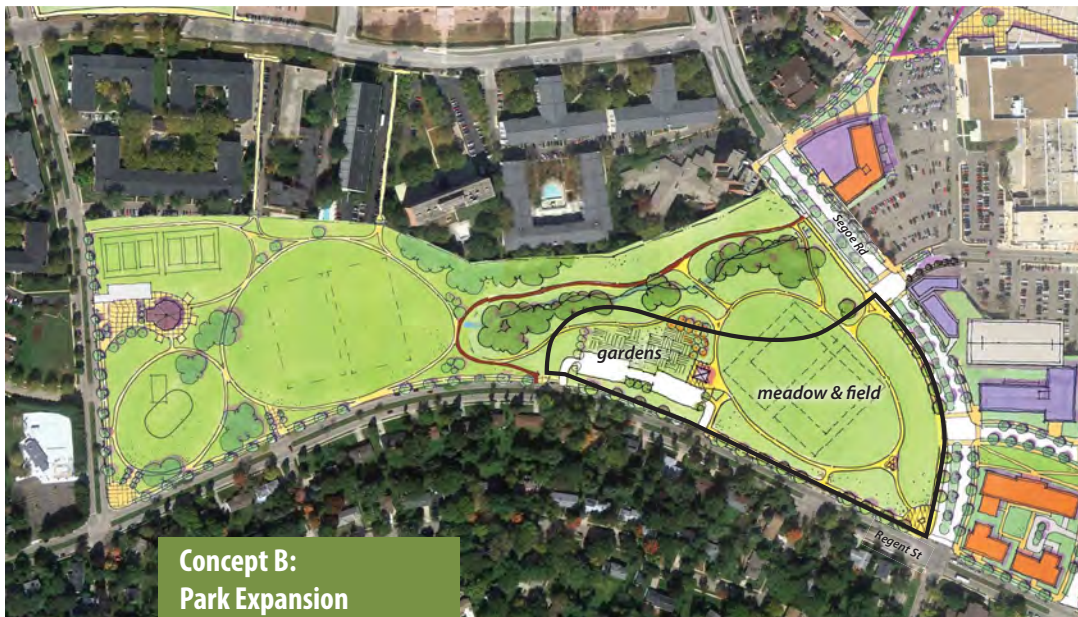 Segoe Rd
gardens
meadow & field
Regent St
Concept B:
Park Expansion